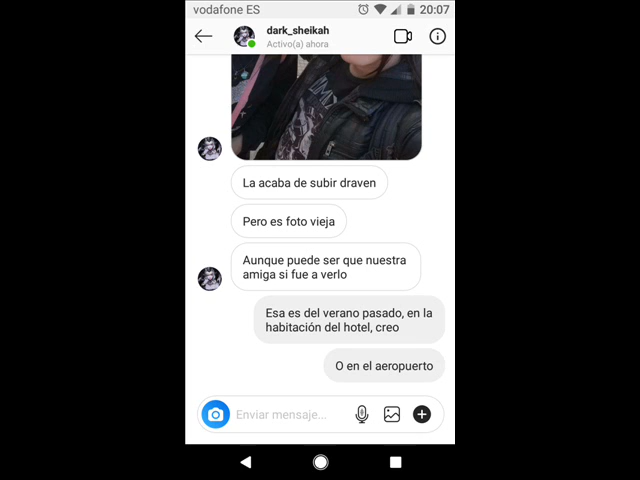 vodafone ES 20:07
dark_sheikah
Activo(a) ahora
La acaba de subir draven
Pero es foto vieja
Aunque puede ser que nuestra
amiga si fue a verlo
Esa es del verano pasado, en la
habitación del hotel, creo
O en el aeropuerto
Enviar mensaje...